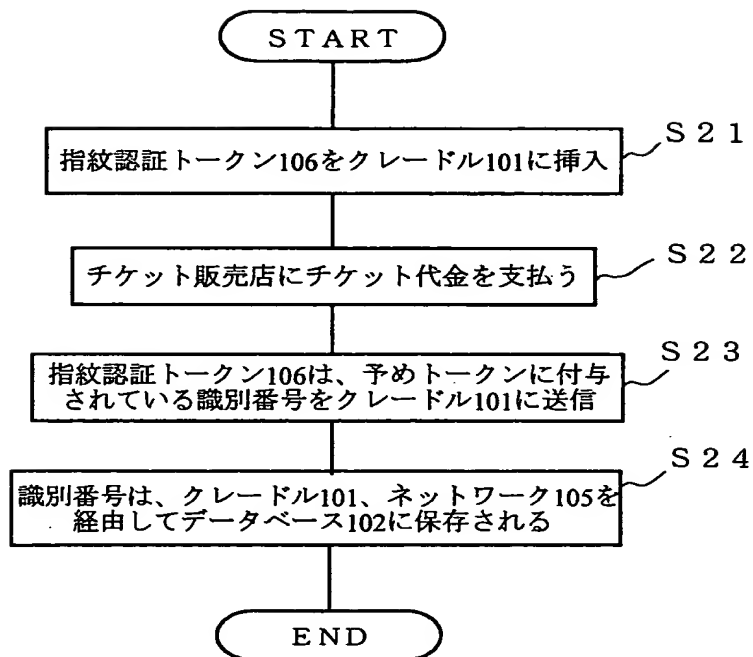 START
指紋認証トークン106をクレードル101に挿入
S21
チケット販売店にチケット代金を支払う
S22
指紋認証トークン106は、予めトークンに付与
されている識別番号をクレードル101に送信
S23
識別番号は、クレードル101、ネットワーク105を
経由してデータベース102に保存される
S24
END